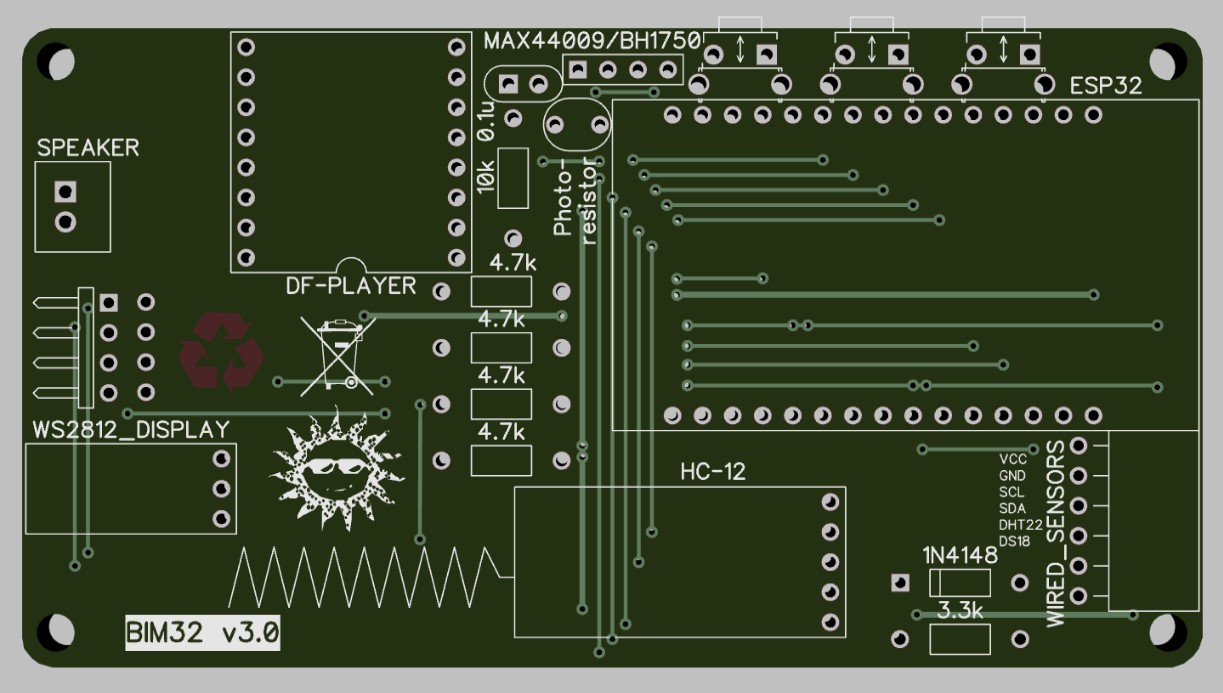 MAX44009/BH1750
ESP32
0.1u
SPEAKER
10k
Photo-
resistor
4.7k
DF-PLAYER
4.7k
4.7k
4.7k
WS2812_DISPLAY
HC-12
VCC
GND
SCL
SDA
DHT22
DS18
WIRED_SENSORS
1N4148
3.3k
BIM32 v3.0